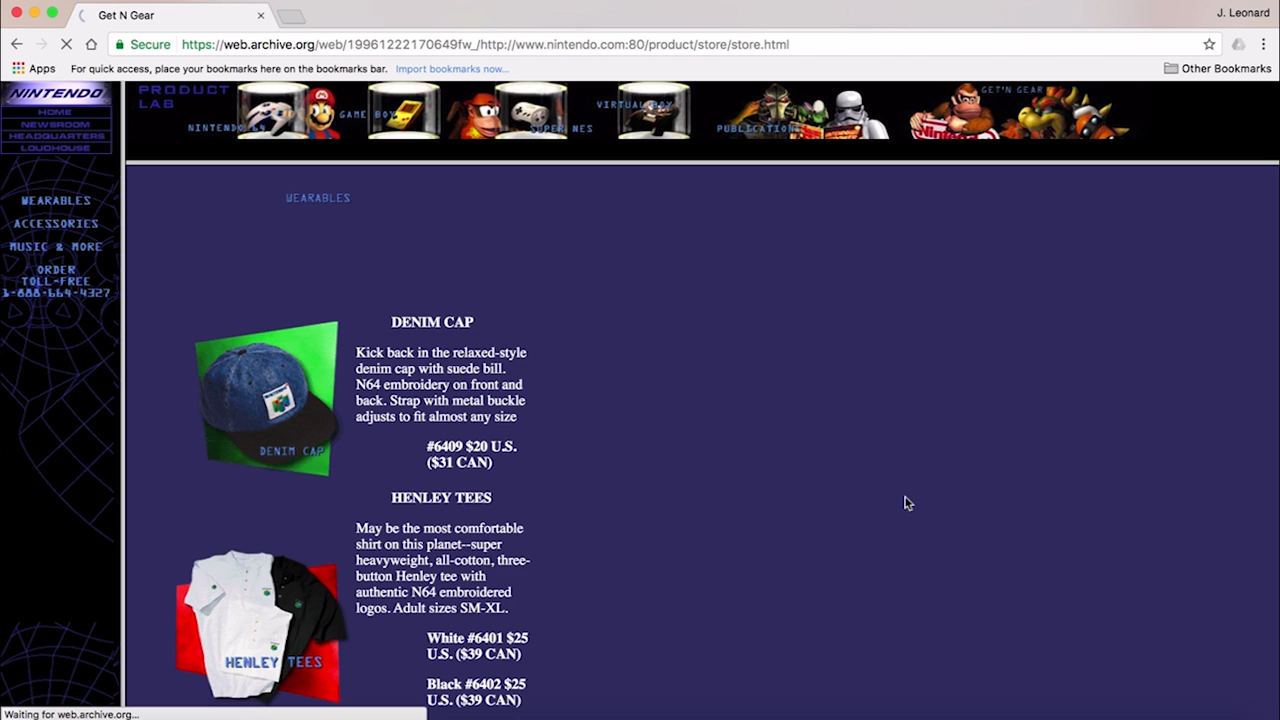 Get N Gear
J. Leonard
Secure https://web.archive.org/web/19961222170649fw_/http://www.nintendo.com:80/product/store/store.html
Apps For quick access, place your bookmarks here on the bookmarks bar. Import bookmarks now...
Other Bookmarks
NINTENDO
HOME
NEWSROOM
HEADQUARTERS
LOUDHOUSE
PRODUCT
LAB
NINTENDO 64
GAME BOY
SUPER NES
VIRTUAL BOY
PUBLICATION
GET'N GEAR
WEARABLES
ACCESSORIES
MUSIC & MORE
ORDER
TOLL-FREE
1-888-664-4327
WEARABLES
DENIM CAP
Kick back in the relaxed-style
denim cap with suede bill.
N64 embroidery on front and
back. Strap with metal buckle
adjusts to fit almost any size
#6409 $20 U.S.
($31 CAN)
DENIM CAP
HENLEY TEES
May be the most comfortable
shirt on this planet--super
heavyweight, all-cotton, three-
button Henley tee with
authentic N64 embroidered
logos. Adult sizes SM-XL.
White #6401 $25
U.S. ($39 CAN)
Black #6402 $25
U.S. ($39 CAN)
HENLEY TEES
Waiting for web.archive.org...